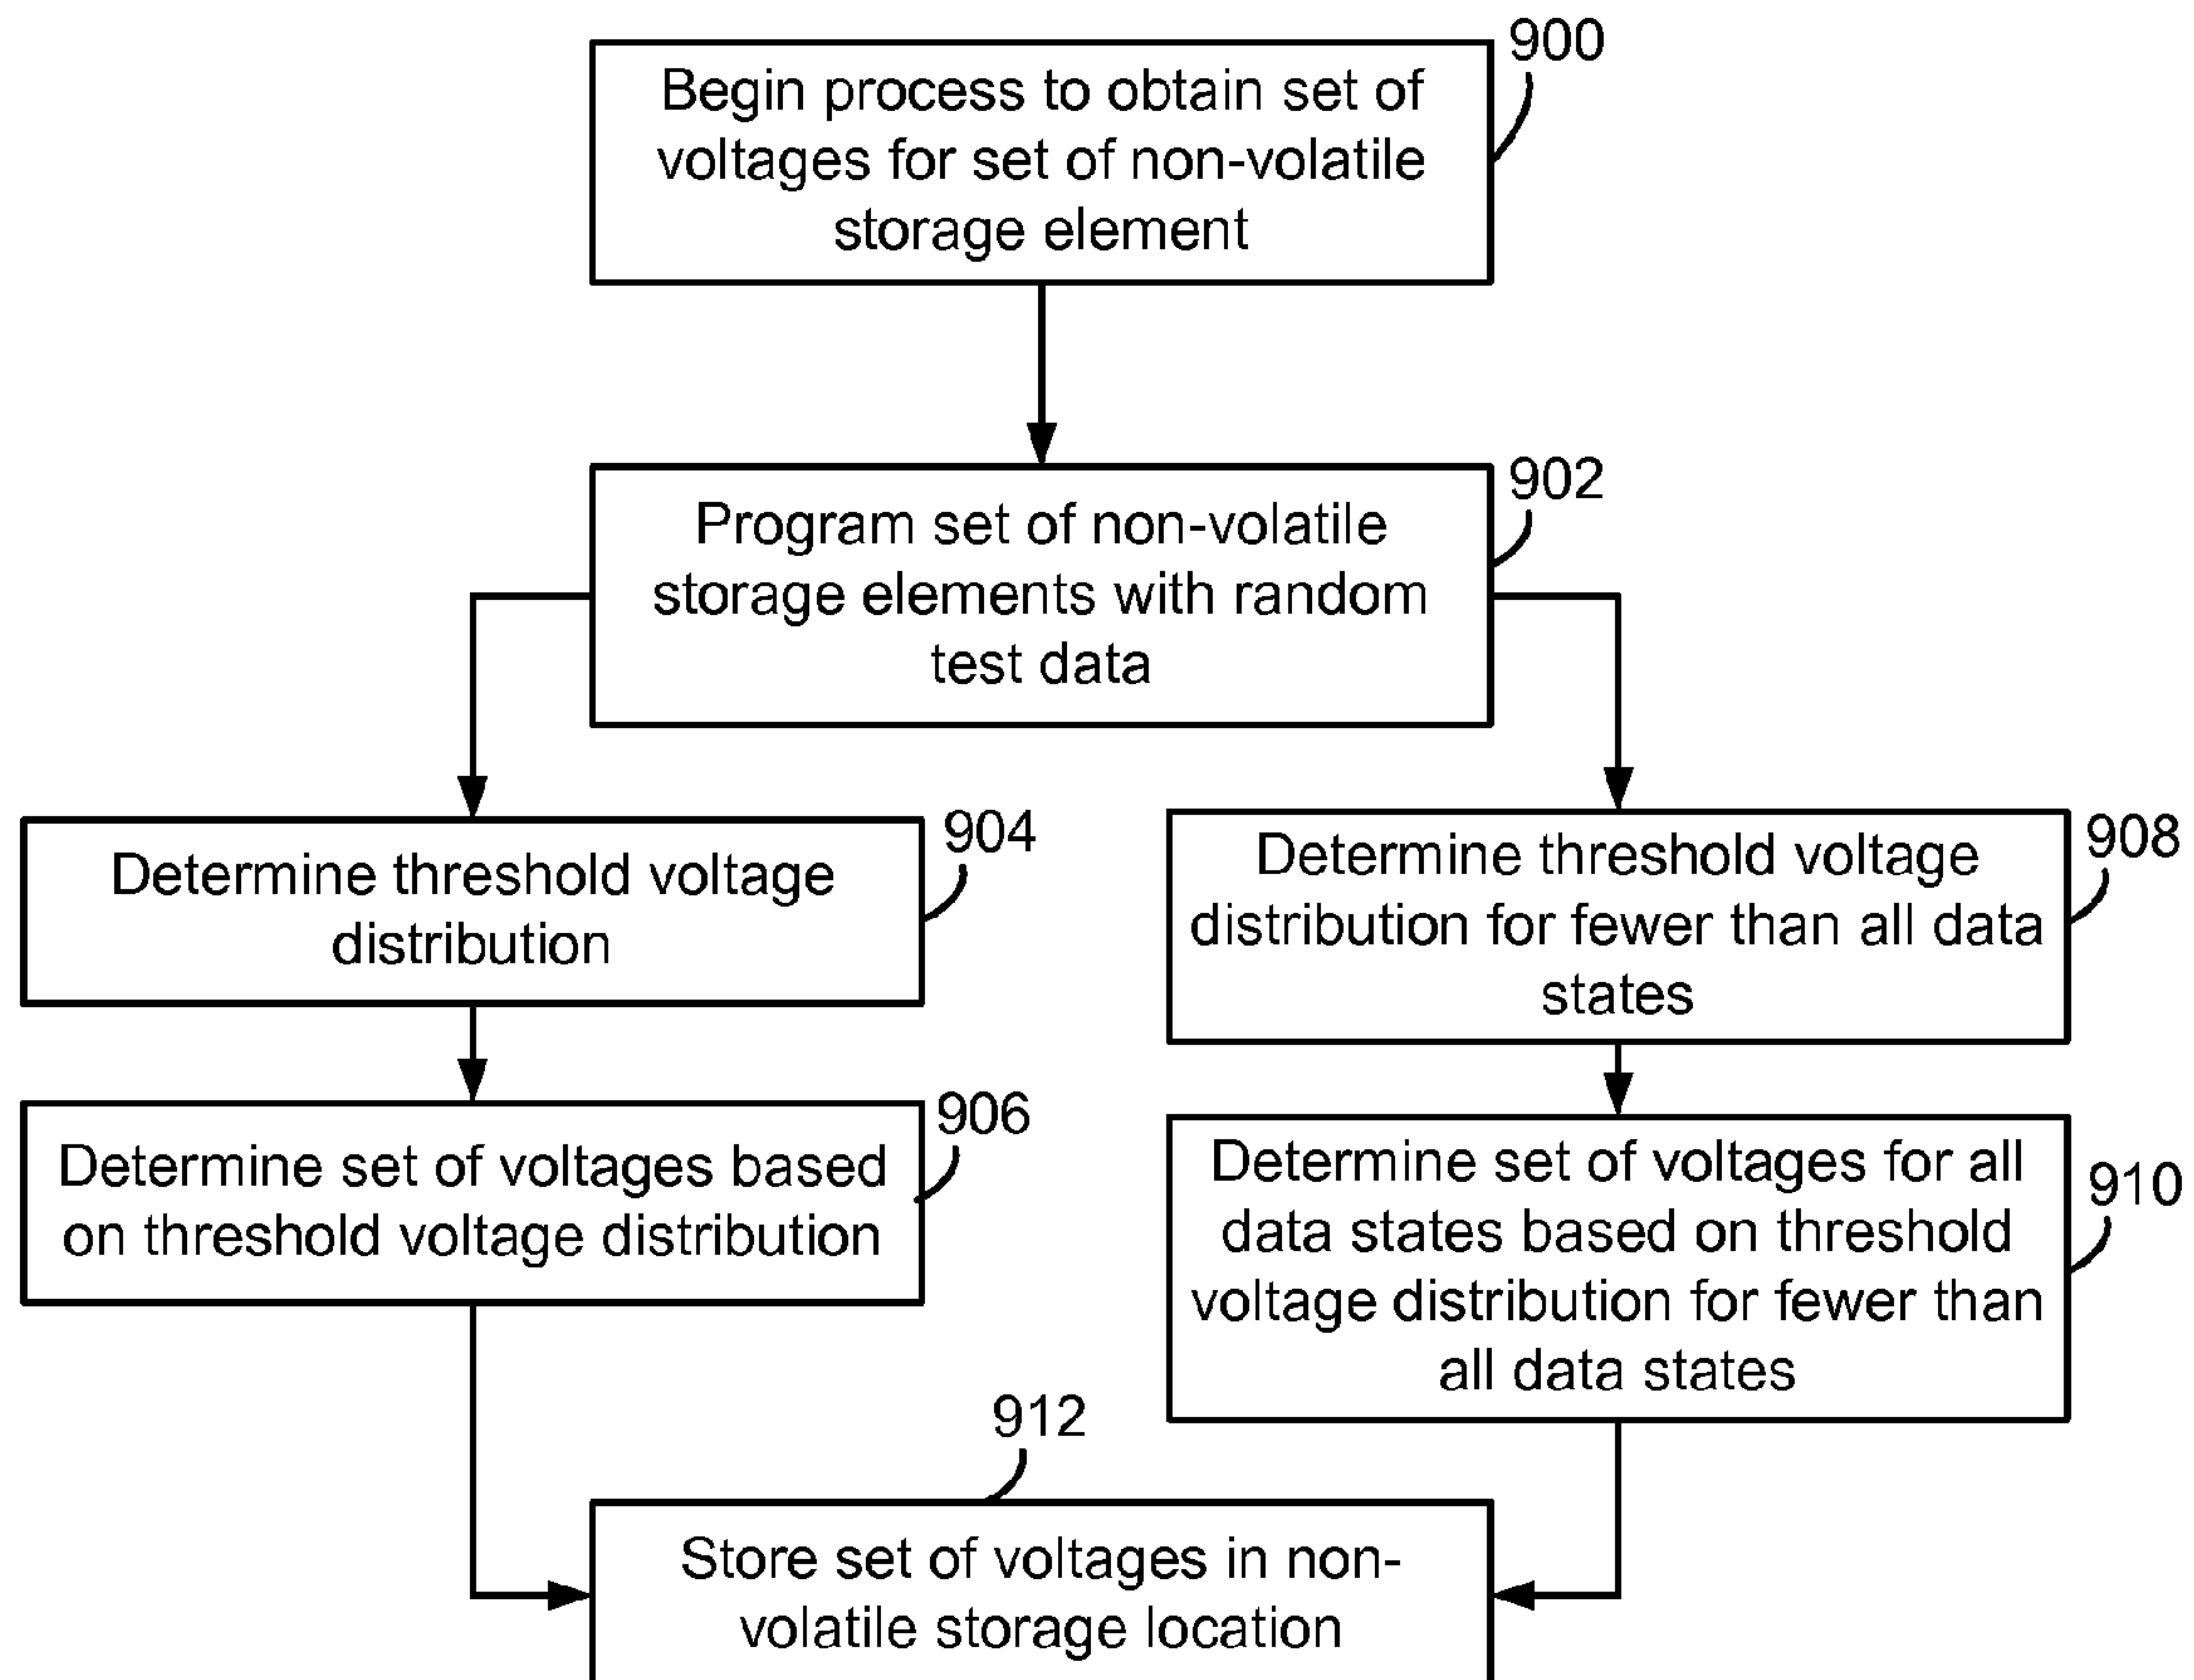 900
Begin process to obtain set of
voltages for set of non-volatile
storage element
902
Program set of non-volatile
storage elements with random
test data
904
Determine threshold voltage
distribution
908
Determine threshold voltage
distribution for fewer than all data
states
906
Determine set of voltages based
on threshold voltage distribution
910
Determine set of voltages for all
data states based on threshold
voltage distribution for fewer than
all data states
912
Store set of voltages in non-
volatile storage location